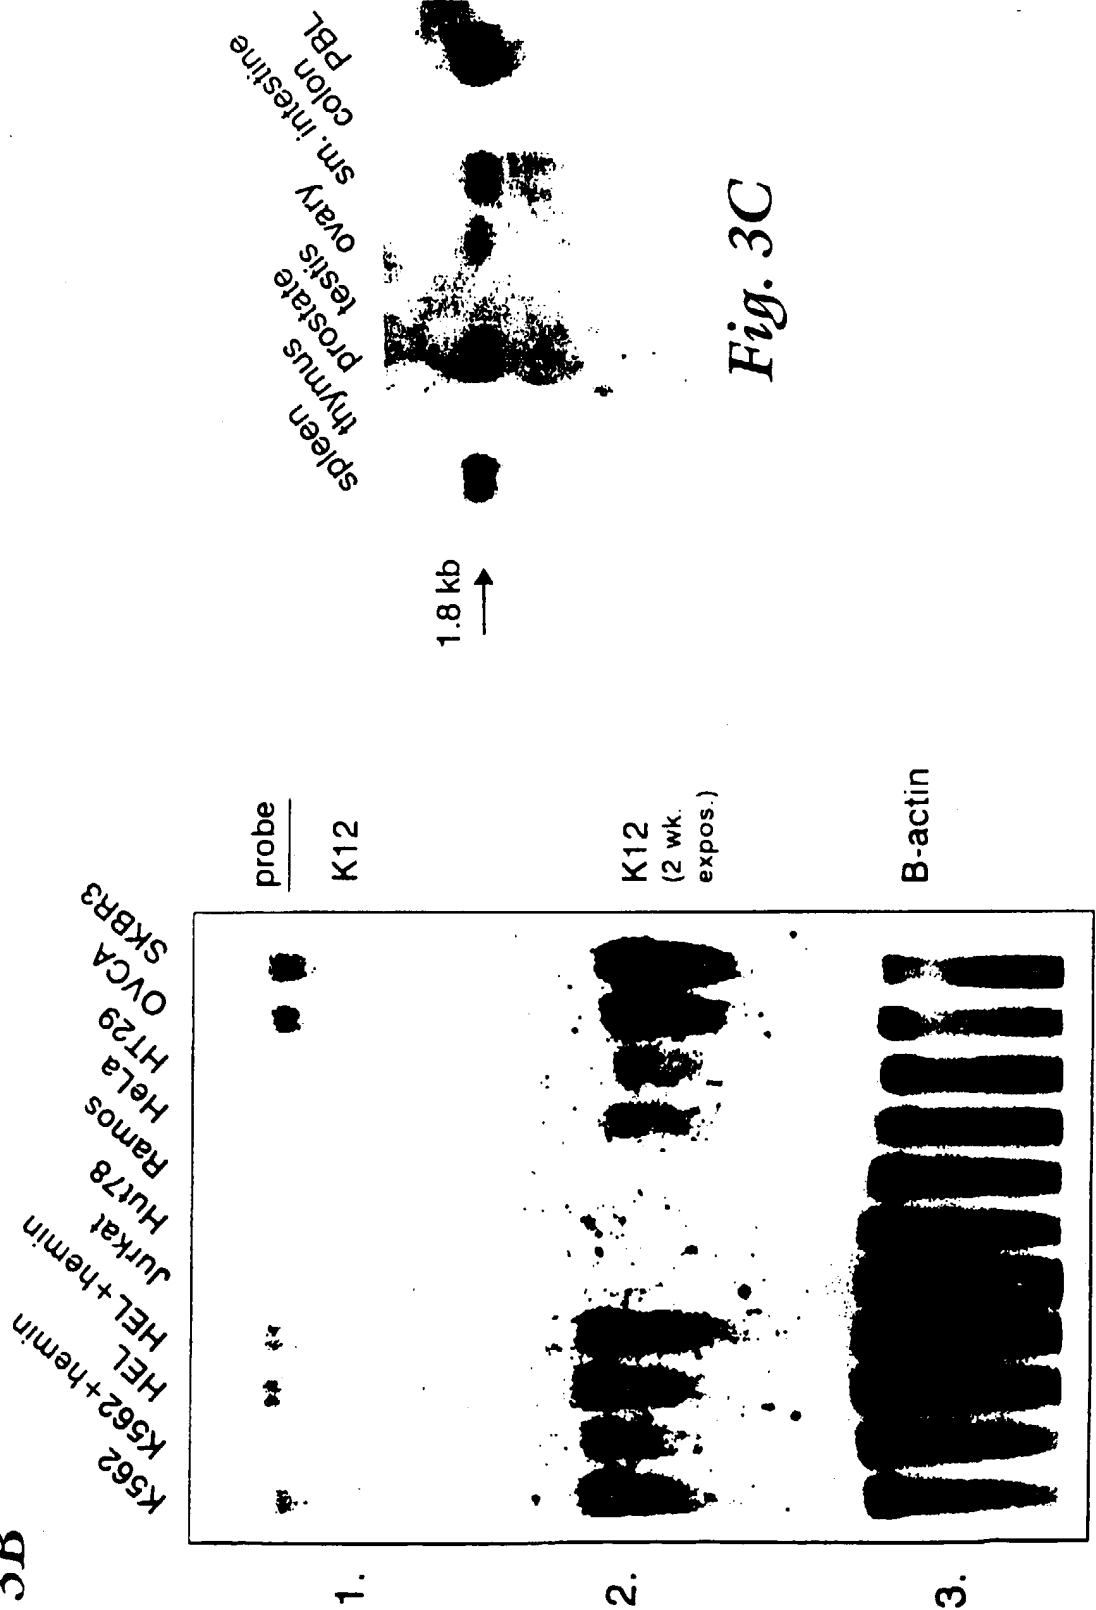 3B
K562
K562+hemin
HEL
HEL+hemin
Jurkat
Hut78
Ramos
HeLa
HT29
OVCA
SKBR3
probe
1.
K12
2.
K12
(2 wk.
expos.)
3.
B-actin
spleen
thymus
prostate
testis
ovary
sm. intestine
colon
PBL
1.8 kb
Fig. 3C